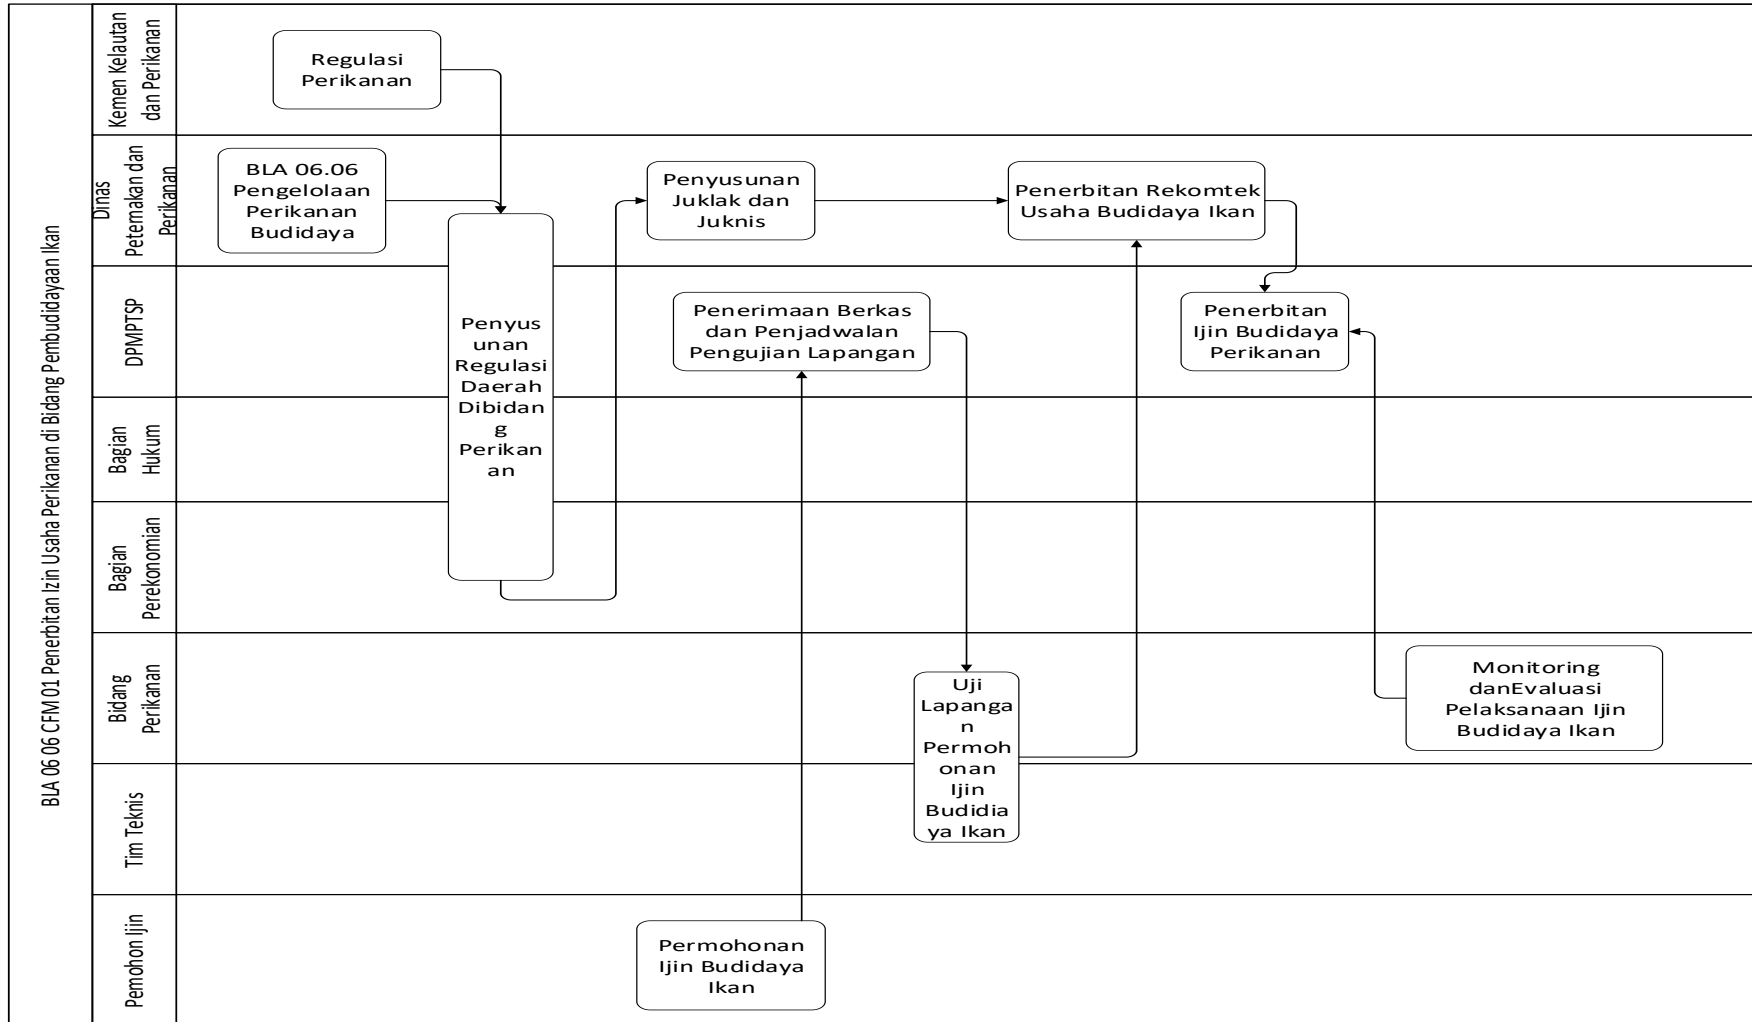 BLA 06 06 CFM 01 Penerbitan Izin Usaha Perikanan di Bidang Pembudidayaan Ikan
Kemen Kelautan
dan Perikanan
Regulasi
Perikanan
Dinas
Peternakan dan
Perikanan
BLA 06.06
Pengelolaan
Perikanan
Budidaya
Penyusunan
Juklak dan
Juknis
Penerbitan Rekomtek
Usaha Budidaya Ikan
Penyus
unan
Regulasi
Daerah
Dibidan
g
Perikan
an
DPMPTSP
Penerimaan Berkas
dan Penjadwalan
Pengujian Lapangan
Penerbitan
Ijin Budidaya
Perikanan
Bagian
Hukum
Bagian
Perekonomian
Bidang
Perikanan
Uji
Lapanga
n
Permoh
onan
Ijin
Budidia
ya Ikan
Monitoring
danEvaluasi
Pelaksanaan Ijin
Budidaya Ikan
Tim Teknis
Pemohon Ijin
Permohonan
Ijin Budidaya
Ikan